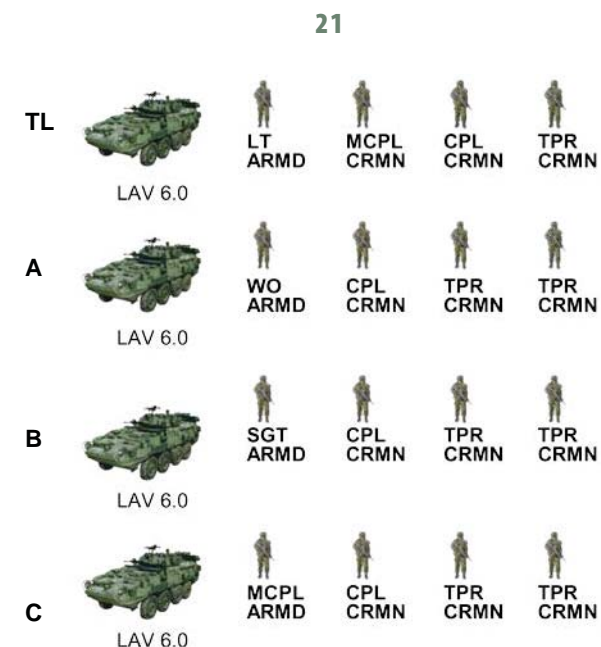 21
TL
LT MCPL CPL TPR
ARMD CRMN CRMN CRMN
LAV 6.0
A
WO CPL TPR TPR
ARMD CRMN CRMN CRMN
LAV 6.0
B
SGT CPL TPR TPR
ARMD CRMN CRMN CRMN
LAV 6.0
C
MCPL CPL TPR TPR
ARMD CRMN CRMN CRMN
LAV 6.0